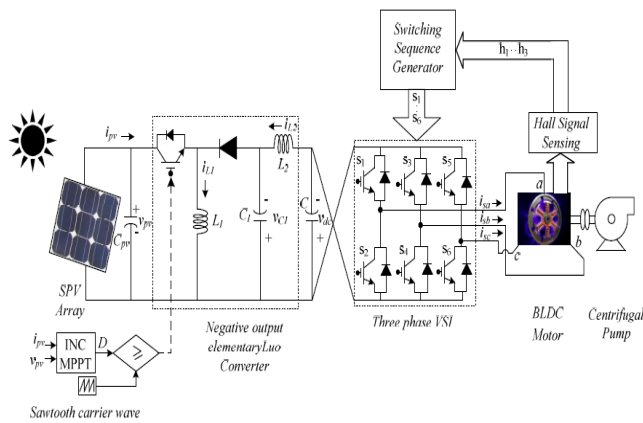 Switching
Sequence
Generator
h1··h3
s1
s6
Hall Signal
Sensing
ipv
iL1
iL2
L2
s1
s3
s5
Cpv
+
vpv
-
L1
C1
-
vC1
+
C
-
vdc
+
isa
isb
isc
a
b
c
s2
s4
s6
SPV
Array
Negative output
elementaryLuo
Converter
Three phase VSI
BLDC
Motor
Centrifugal
Pump
ipv
vpv
INC
MPPT
D
≥
Sawtooth carrier wave